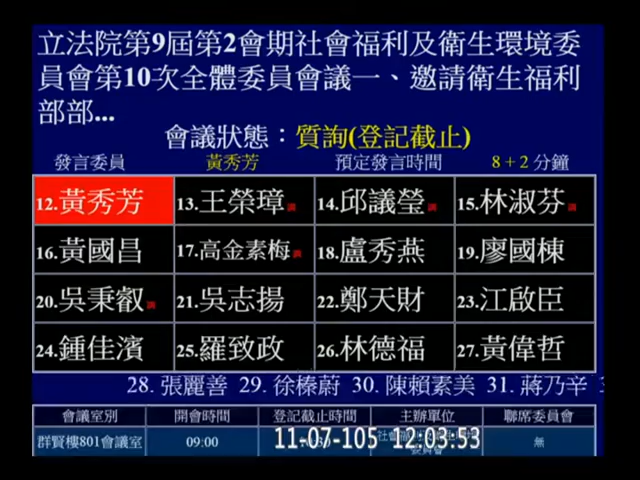 立法院第9屆第2會期社會福利及衛生環境委
員會第10次全體委員會議一、邀請衛生福利
部部...
會議狀態：質詢(登記截止)
發言委員 黃秀芳 預定發言時間 8+2 分鐘
12.黃秀芳 13.王榮璋 14.邱議瑩 15.林淑芬
16.黃國昌 17.高金素梅 18.盧秀燕 19.廖國棟
20.吳秉叡 21.吳志揚 22.鄭天財 23.江啟臣
24.鍾佳濱 25.羅致政 26.林德福 27.黃偉哲
28. 張麗善 29. 徐榛蔚 30. 陳賴素美 31. 蔣乃辛
會議室別 開會時間 登記截止時間 主辦單位 聯席委員會
群賢樓801會議室 09:00 無
11-07-105 12:03:53